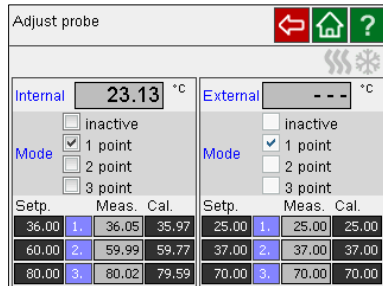 Adjust probe ?
Internal 23.13 °C
inactive
Mode
1 point
2 point
3 point
Setp. Meas. Cal.
36.00 1. 36.05 35.97
60.00 2. 59.99 59.77
80.00 3. 80.02 79.59
External --- °C
inactive
Mode
1 point
2 point
3 point
Setp. Meas. Cal.
25.00 1. 25.00 25.00
37.00 2. 37.00 37.00
70.00 3. 70.00 70.00